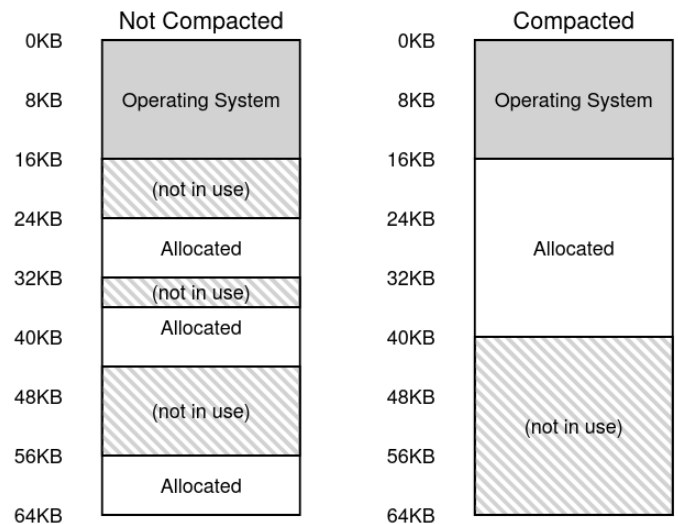 Not Compacted
0KB
8KB
16KB
24KB
32KB
40KB
48KB
56KB
64KB
Operating System
(not in use)
Allocated
(not in use)
Allocated
(not in use)
Allocated
Compacted
0KB
8KB
16KB
24KB
32KB
40KB
48KB
56KB
64KB
Operating System
Allocated
(not in use)